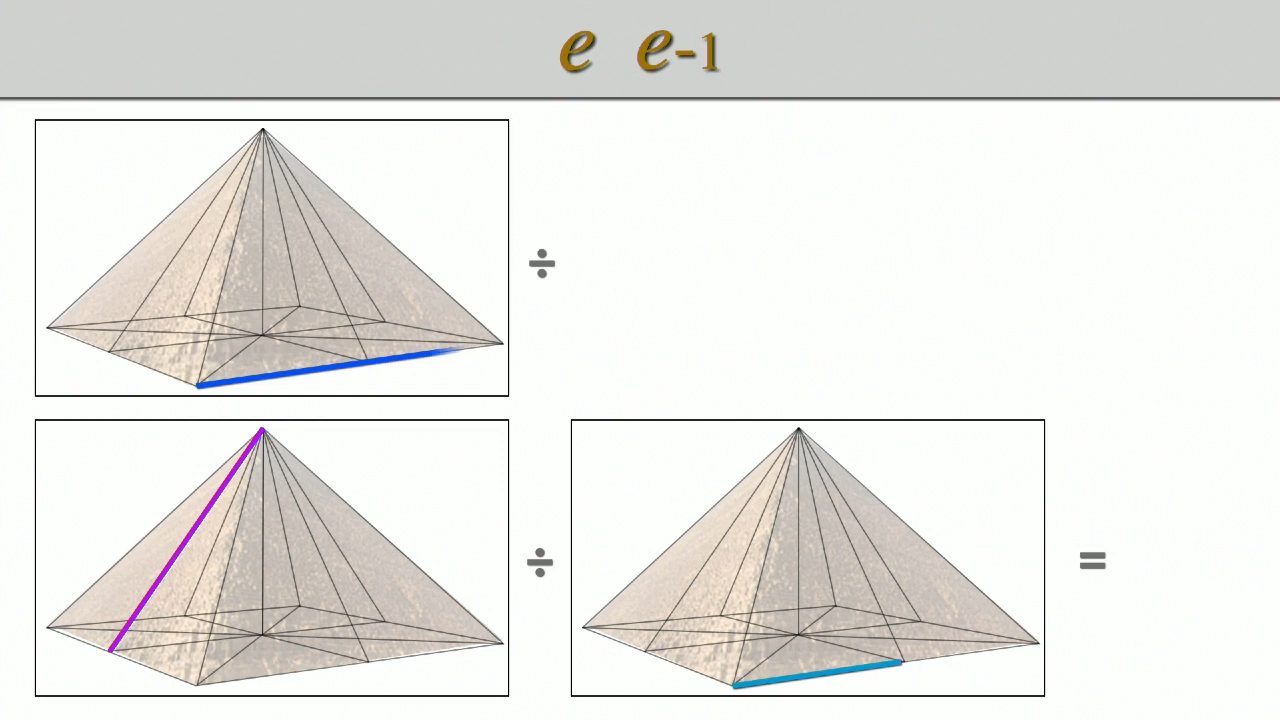 e e-1
÷
÷ =